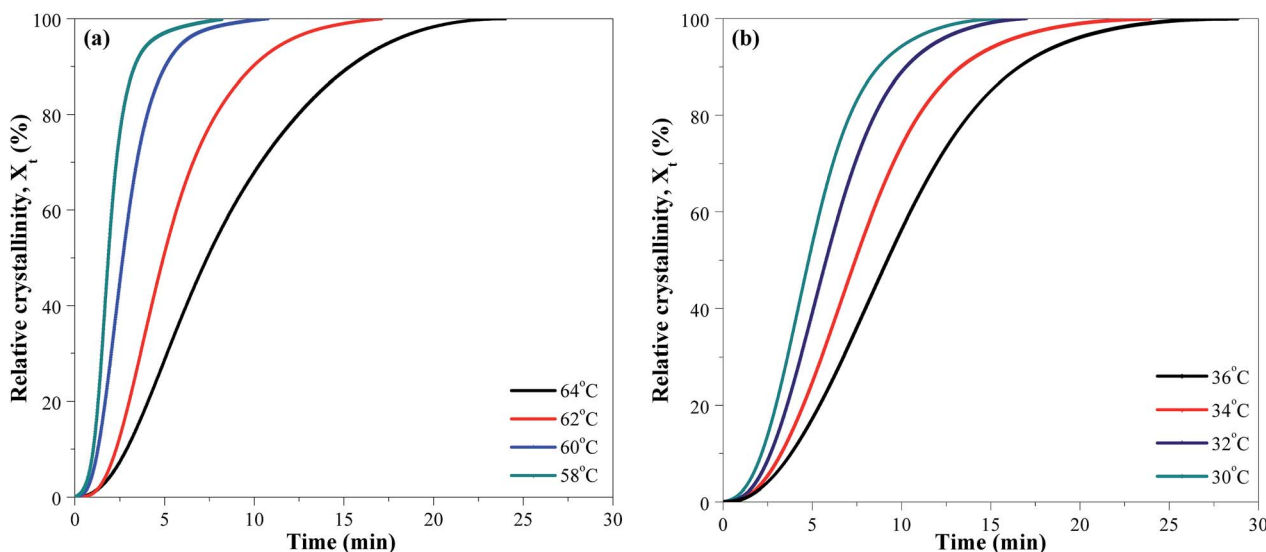 (a)
Relative crystallinity, X_t (%)
100
80
60
40
20
0
0 5 10 15 20 25 30
Time (min)
64°C
62°C
60°C
58°C
(b)
Relative crystallinity, X_t (%)
100
80
60
40
20
0
0 5 10 15 20 25 30
Time (min)
36°C
34°C
32°C
30°C